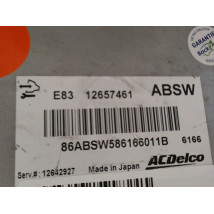 E83 12657461 ABSW
86ABSW586166011B 6166
Serv.#: 12642927 Made in Japan ACDelco